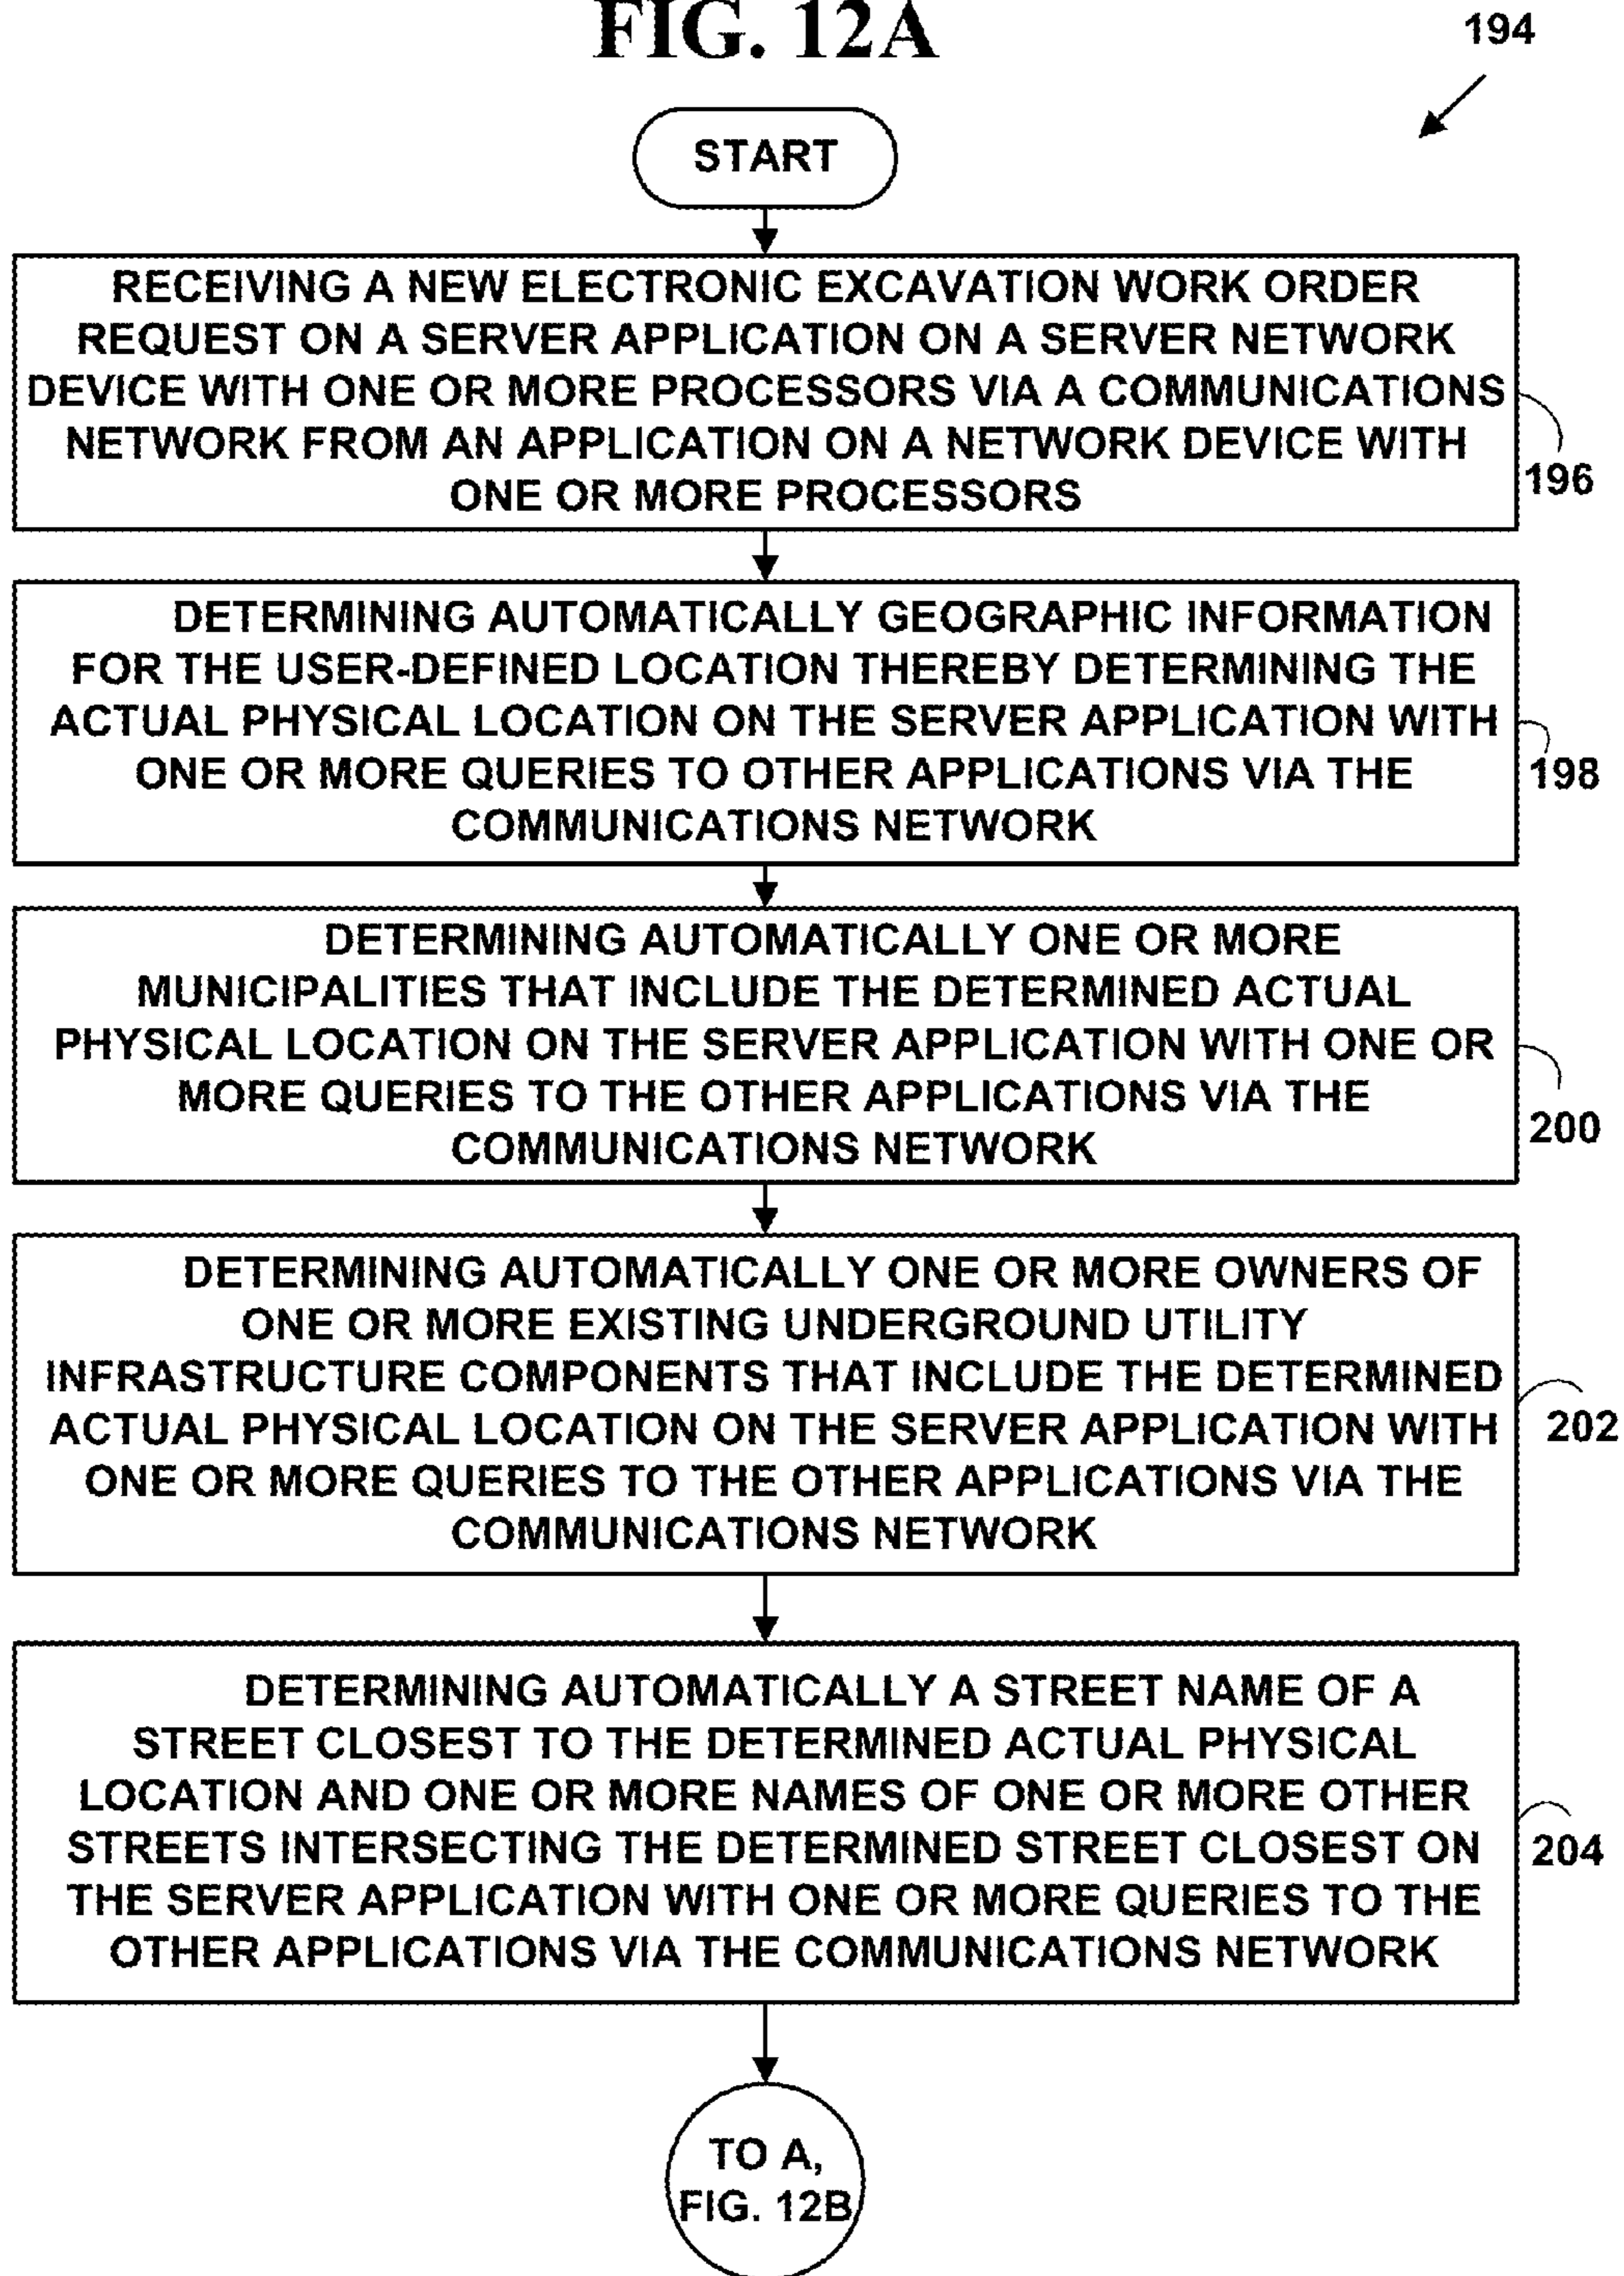 FIG. 12A
194
START
RECEIVING A NEW ELECTRONIC EXCAVATION WORK ORDER
REQUEST ON A SERVER APPLICATION ON A SERVER NETWORK
DEVICE WITH ONE OR MORE PROCESSORS VIA A COMMUNICATIONS
NETWORK FROM AN APPLICATION ON A NETWORK DEVICE WITH
ONE OR MORE PROCESSORS
196
DETERMINING AUTOMATICALLY GEOGRAPHIC INFORMATION
FOR THE USER-DEFINED LOCATION THEREBY DETERMINING THE
ACTUAL PHYSICAL LOCATION ON THE SERVER APPLICATION WITH
ONE OR MORE QUERIES TO OTHER APPLICATIONS VIA THE
COMMUNICATIONS NETWORK
198
DETERMINING AUTOMATICALLY ONE OR MORE
MUNICIPALITIES THAT INCLUDE THE DETERMINED ACTUAL
PHYSICAL LOCATION ON THE SERVER APPLICATION WITH ONE OR
MORE QUERIES TO THE OTHER APPLICATIONS VIA THE
COMMUNICATIONS NETWORK
200
DETERMINING AUTOMATICALLY ONE OR MORE OWNERS OF
ONE OR MORE EXISTING UNDERGROUND UTILITY
INFRASTRUCTURE COMPONENTS THAT INCLUDE THE DETERMINED
ACTUAL PHYSICAL LOCATION ON THE SERVER APPLICATION WITH
ONE OR MORE QUERIES TO THE OTHER APPLICATIONS VIA THE
COMMUNICATIONS NETWORK
202
DETERMINING AUTOMATICALLY A STREET NAME OF A
STREET CLOSEST TO THE DETERMINED ACTUAL PHYSICAL
LOCATION AND ONE OR MORE NAMES OF ONE OR MORE OTHER
STREETS INTERSECTING THE DETERMINED STREET CLOSEST ON
THE SERVER APPLICATION WITH ONE OR MORE QUERIES TO THE
OTHER APPLICATIONS VIA THE COMMUNICATIONS NETWORK
204
TO A,
FIG. 12B